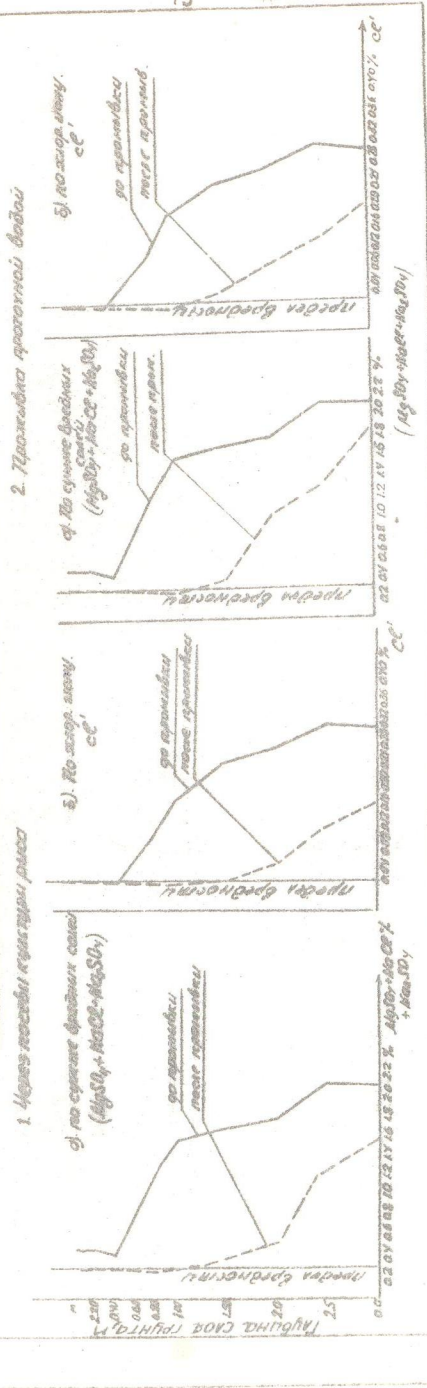 1. Через посевы культуры риса
2. Промывка проточной водой
а) по сумме вредных солей
(MgSO4 + NaCl + Na2SO4)
до промывки
после промывки
предел вредности
Глубина слоя грунта, м
1.00
2.0
2.5
0.0
0.2 0.4 0.6 0.8 1.0 1.2 1.4 1.6 1.8 2.0 2.2 % MgSO4 + NaCl %
+ Na2SO4
б). По хлор. иону.
Cl'
до промывки
после промывки
предел вредности
Cl'
а) По сумме вредных
солей
(MgSO4 + NaCl + Na2SO4)
до промывки
после пром.
предел вредности
0.2 0.4 0.6 0.8 1.0 1.2 1.4 1.6 1.8 2.0 2.2 %
(MgSO4 + NaCl + Na2SO4)
б). по хлор. иону.
Cl'
до промывки
после промыв.
предел вредности
Cl'